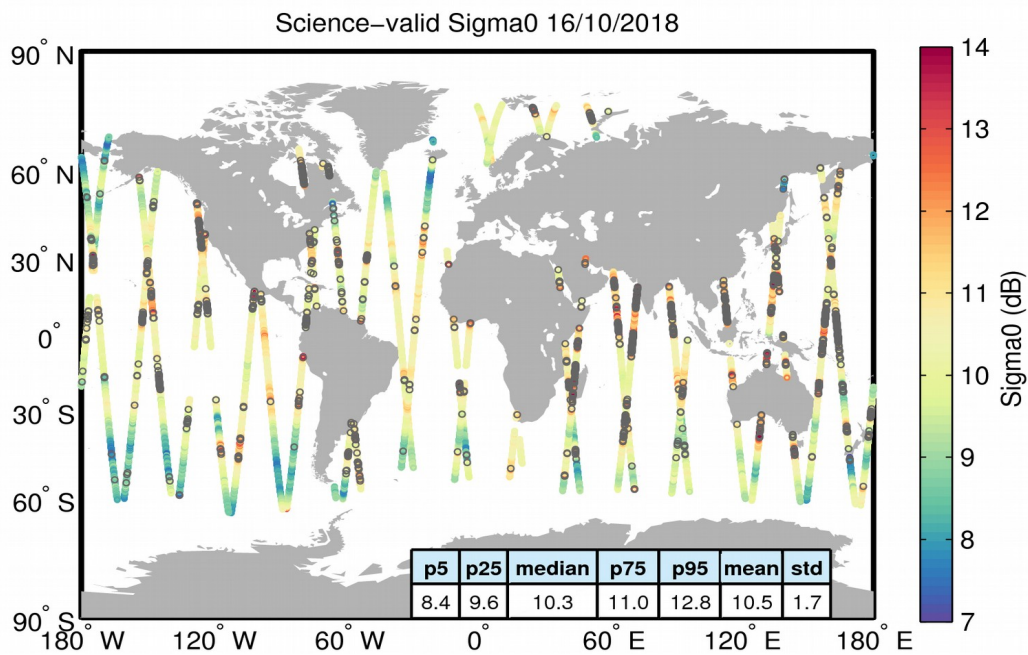 Science−valid Sigma0 16/10/2018
90° N
60° N
30° N
0°
30° S
60° S
90° S
180° W
120° W
60° W
0°
60° E
120° E
180° E
p5 p25 median p75 p95 mean std
8.4 9.6 10.3 11.0 12.8 10.5 1.7
14
13
12
11
10
9
8
7
Sigma0 (dB)